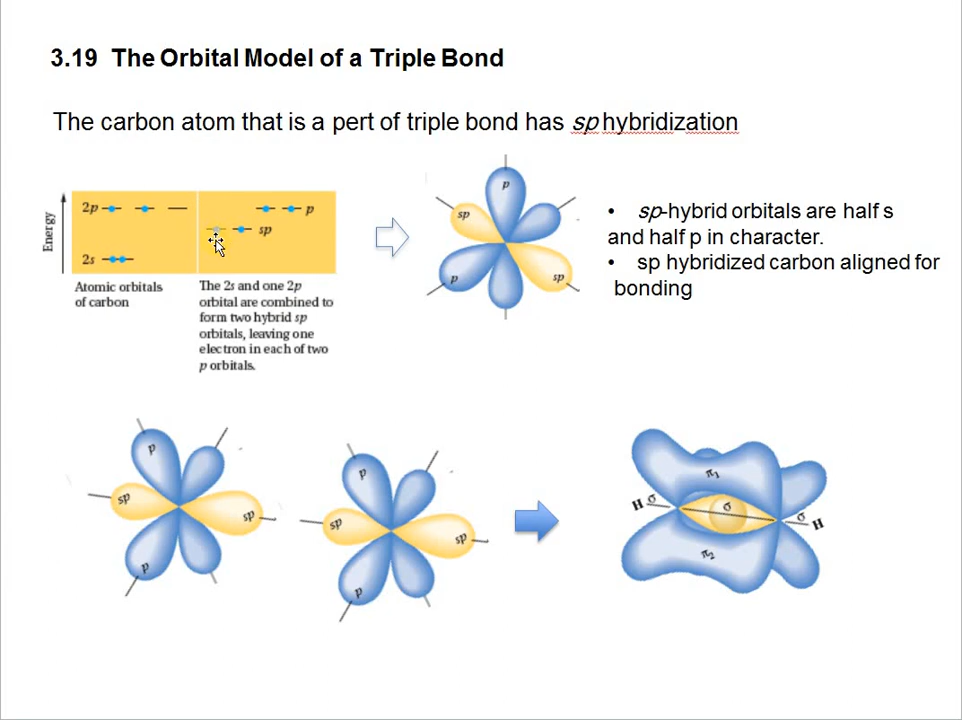 3.19 The Orbital Model of a Triple Bond
The carbon atom that is a pert of triple bond has sp hybridization
Energy
2p
2s
p
sp
Atomic orbitals
of carbon
The 2s and one 2p
orbital are combined to
form two hybrid sp
orbitals, leaving one
electron in each of two
p orbitals.
p
sp
p
sp
• sp-hybrid orbitals are half s
and half p in character.
• sp hybridized carbon aligned for
bonding
p
sp
sp
p
p
sp
sp
p
π1
H σ
σ
σ H
π2